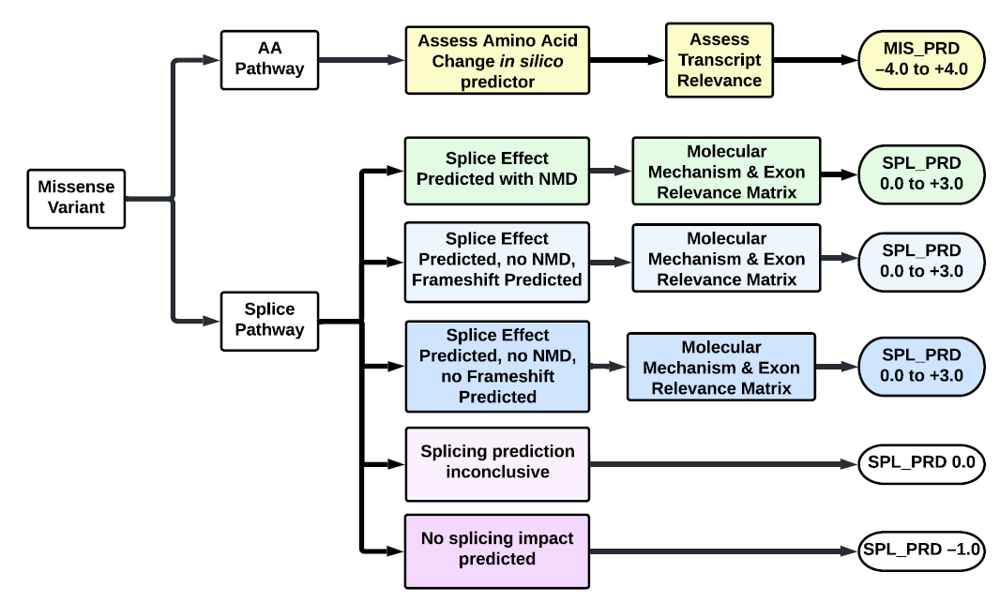 Missense
Variant
AA
Pathway
Assess Amino Acid
Change in silico
predictor
Assess
Transcript
Relevance
MIS_PRD
–4.0 to +4.0
Splice
Pathway
Splice Effect
Predicted with NMD
Molecular
Mechanism & Exon
Relevance Matrix
SPL_PRD
0.0 to +3.0
Splice Effect
Predicted, no NMD,
Frameshift Predicted
Molecular
Mechanism & Exon
Relevance Matrix
SPL_PRD
0.0 to +3.0
Splice Effect
Predicted, no NMD,
no Frameshift
Predicted
Molecular
Mechanism & Exon
Relevance Matrix
SPL_PRD
0.0 to +3.0
Splicing prediction
inconclusive
SPL_PRD 0.0
No splicing impact
predicted
SPL_PRD –1.0